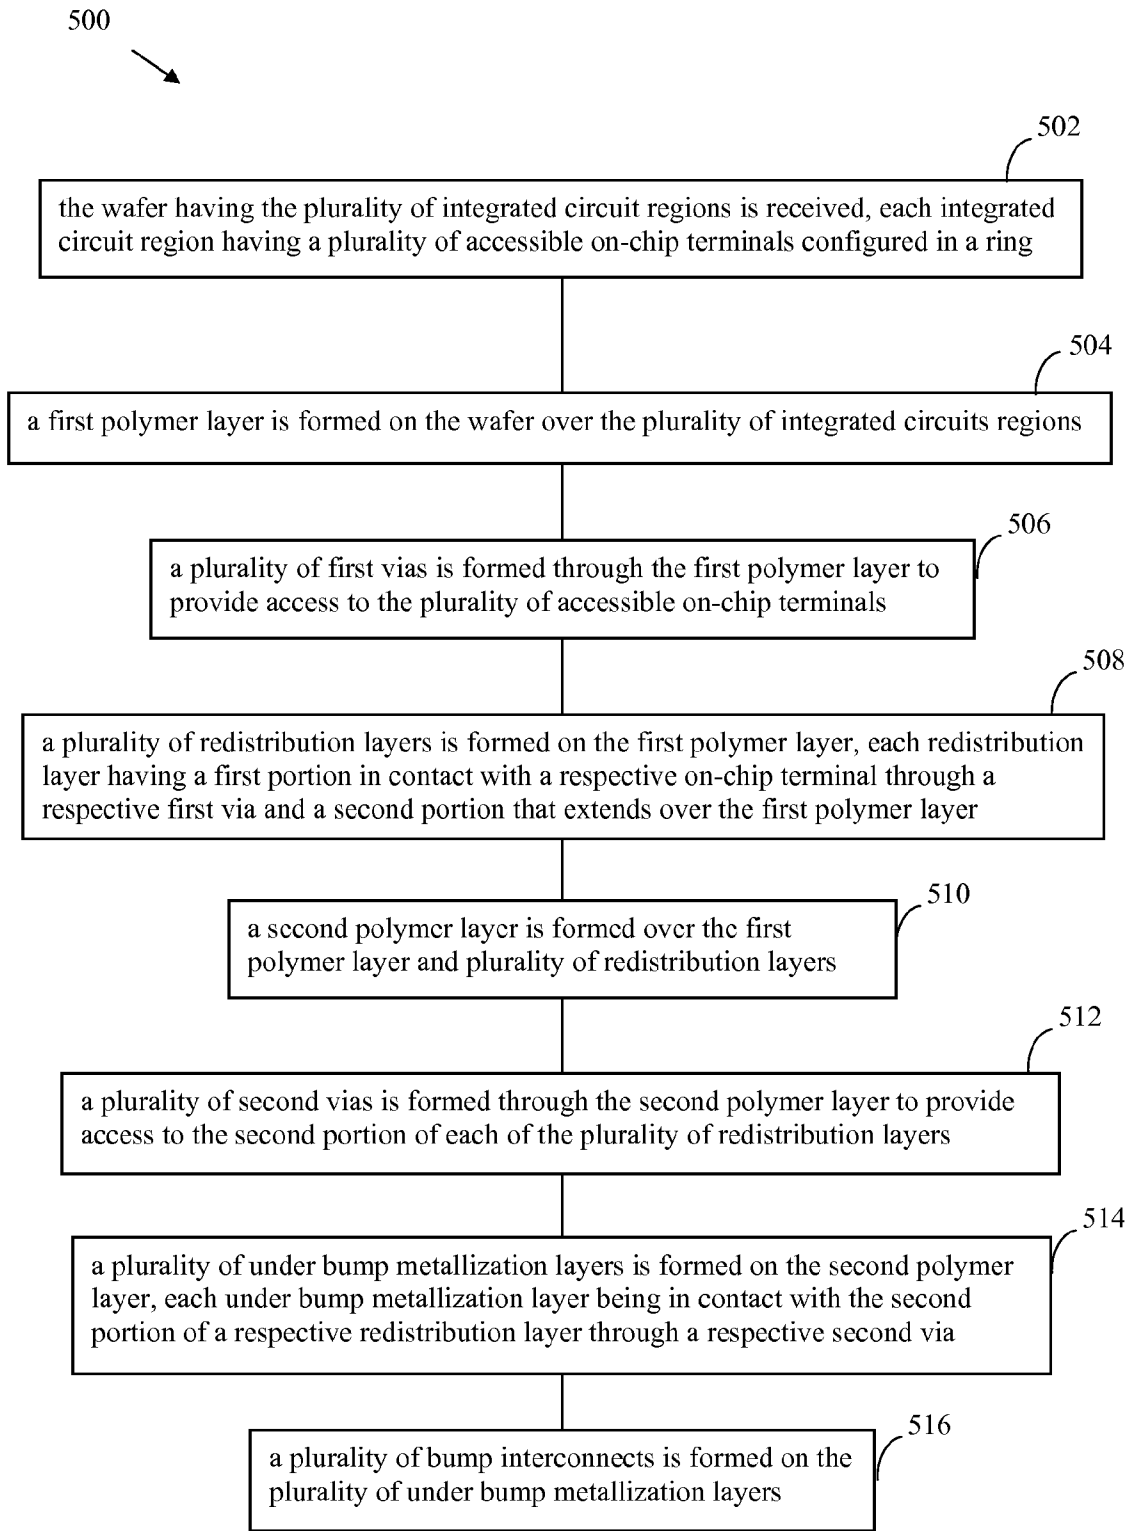 500
502
the wafer having the plurality of integrated circuit regions is received, each integrated
circuit region having a plurality of accessible on-chip terminals configured in a ring
504
a first polymer layer is formed on the wafer over the plurality of integrated circuits regions
506
a plurality of first vias is formed through the first polymer layer to
provide access to the plurality of accessible on-chip terminals
508
a plurality of redistribution layers is formed on the first polymer layer, each redistribution
layer having a first portion in contact with a respective on-chip terminal through a
respective first via and a second portion that extends over the first polymer layer
510
a second polymer layer is formed over the first
polymer layer and plurality of redistribution layers
512
a plurality of second vias is formed through the second polymer layer to provide
access to the second portion of each of the plurality of redistribution layers
514
a plurality of under bump metallization layers is formed on the second polymer
layer, each under bump metallization layer being in contact with the second
portion of a respective redistribution layer through a respective second via
516
a plurality of bump interconnects is formed on the
plurality of under bump metallization layers